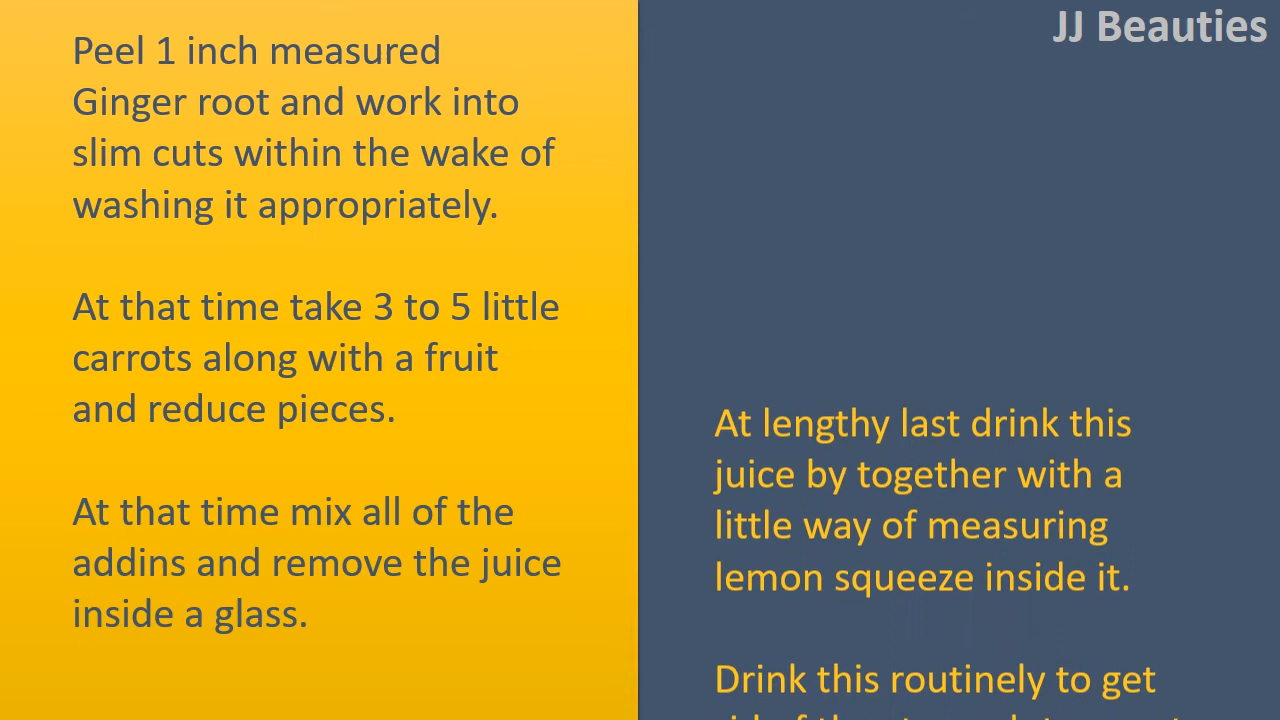 JJ Beauties
Peel 1 inch measured
Ginger root and work into
slim cuts within the wake of
washing it appropriately.
At that time take 3 to 5 little
carrots along with a fruit
and reduce pieces.
At that time mix all of the
addins and remove the juice
inside a glass.
At lengthy last drink this
juice by together with a
little way of measuring
lemon squeeze inside it.
Drink this routinely to get